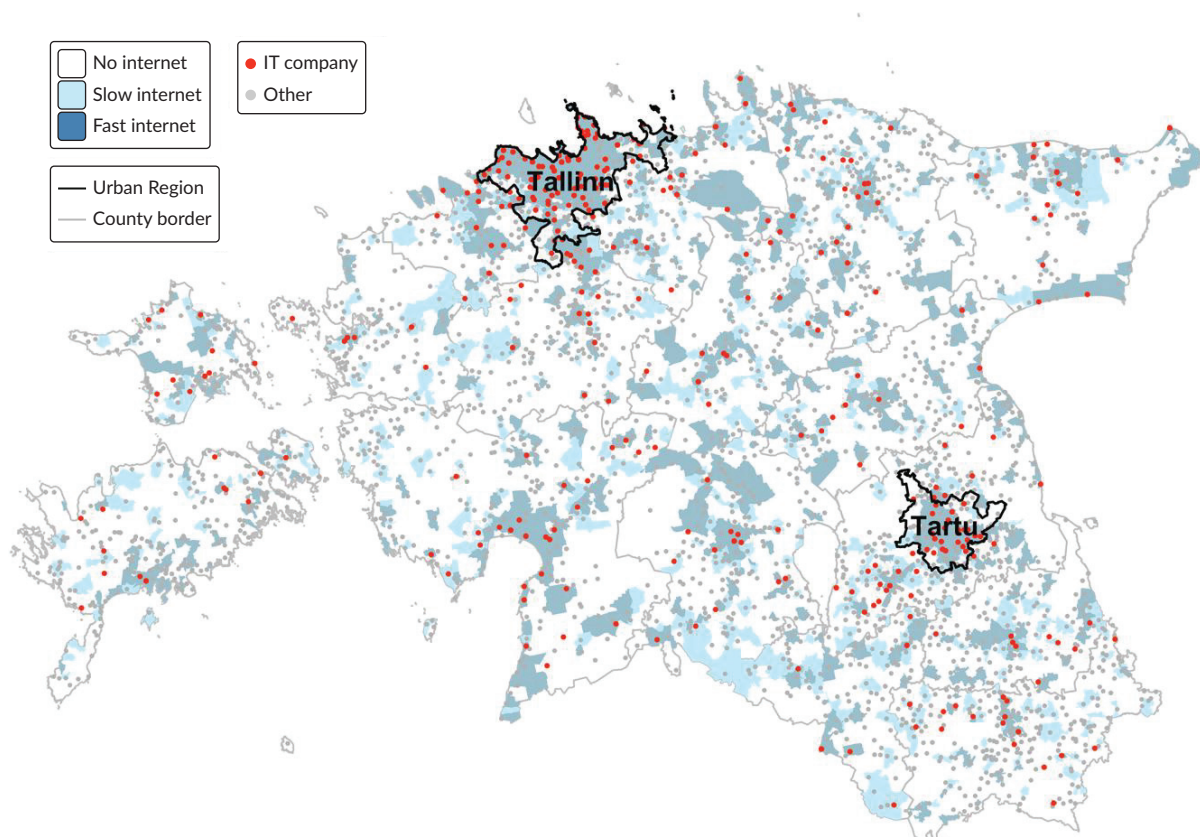 No internet
Slow internet
Fast internet
IT company
Other
Urban Region
County border
Tallinn
Tartu